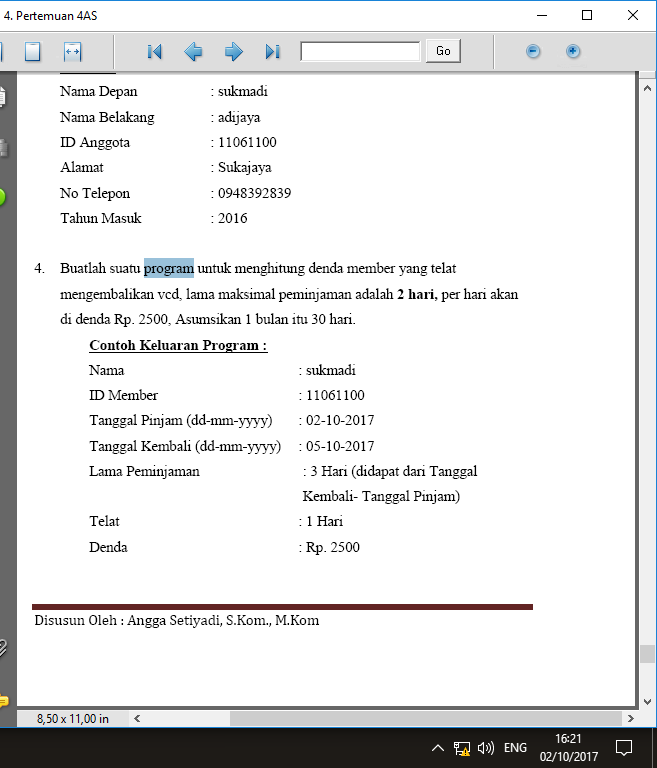 4. Pertemuan 4AS
Go
Nama Depan : sukmadi
Nama Belakang : adijaya
ID Anggota : 11061100
Alamat : Sukajaya
No Telepon : 0948392839
Tahun Masuk : 2016
4. Buatlah suatu program untuk menghitung denda member yang telat
mengembalikan vcd, lama maksimal peminjaman adalah 2 hari, per hari akan
di denda Rp. 2500, Asumsikan 1 bulan itu 30 hari.
Contoh Keluaran Program :
Nama : sukmadi
ID Member : 11061100
Tanggal Pinjam (dd-mm-yyyy) : 02-10-2017
Tanggal Kembali (dd-mm-yyyy) : 05-10-2017
Lama Peminjaman : 3 Hari (didapat dari Tanggal
Kembali- Tanggal Pinjam)
Telat : 1 Hari
Denda : Rp. 2500
Disusun Oleh : Angga Setiyadi, S.Kom., M.Kom
8,50 x 11,00 in
ENG
16:21
02/10/2017